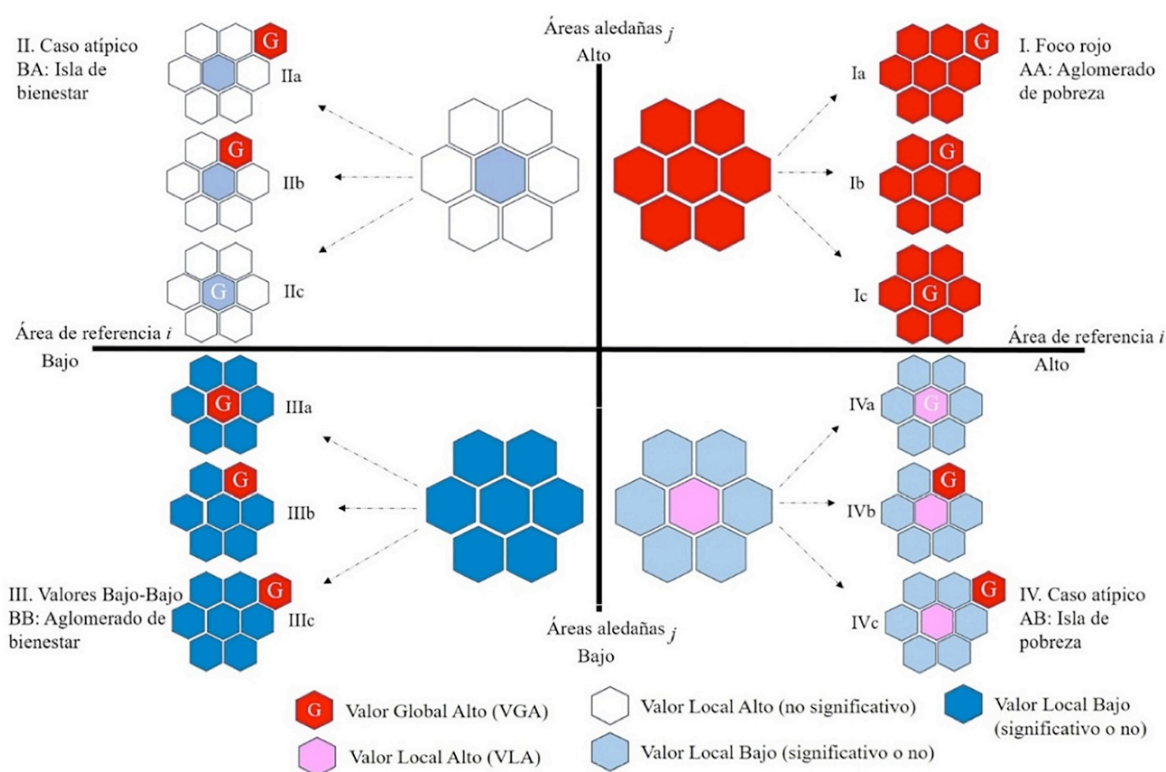 Áreas aledañas j
Alto
II. Caso atípico
BA: Isla de
bienestar
G
IIa
G
IIb
G
IIc
I. Foco rojo
AA: Aglomerado
de pobreza
Ia
G
Ib
G
Ic
G
Área de referencia i
Bajo
Área de referencia i
Alto
G
IIIa
G
IIIb
III. Valores Bajo-Bajo
BB: Aglomerado de
bienestar
G
IIIc
IVa
G
IVb
G
IVc
G
IV. Caso atípico
AB: Isla de
pobreza
Áreas aledañas j
Bajo
G Valor Global Alto (VGA)
Valor Local Alto (no significativo)
Valor Local Bajo
(significativo o no)
Valor Local Alto (VLA)
Valor Local Bajo (significativo o no)